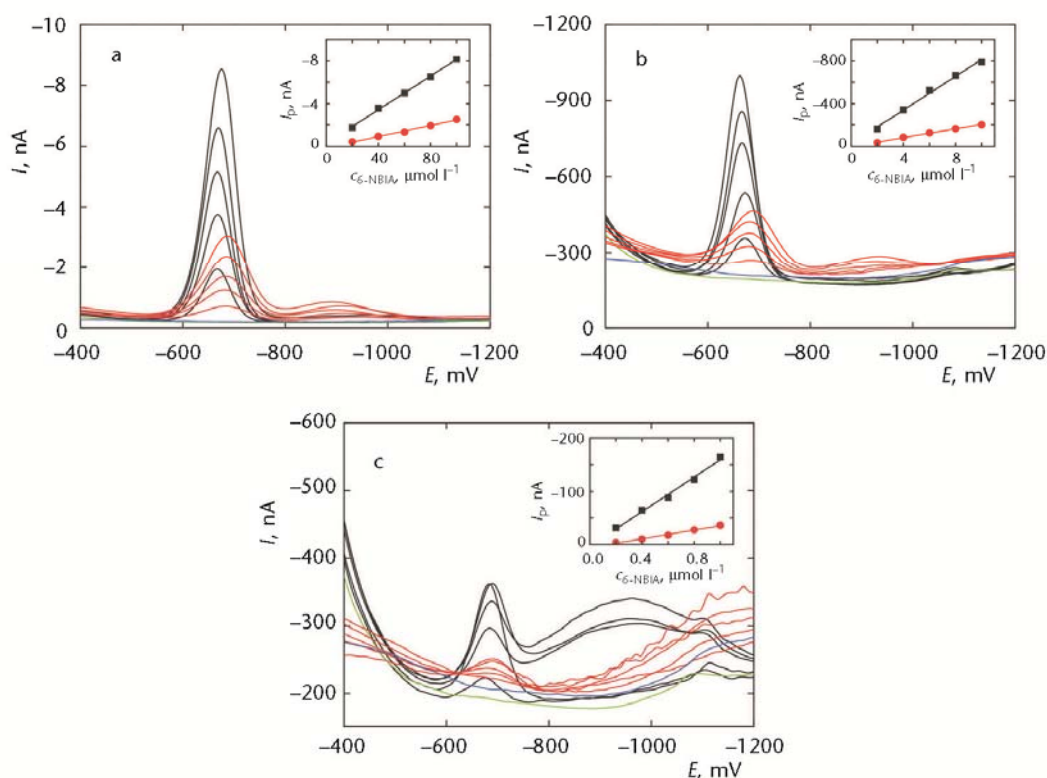 a
I, nA
–10
–8
–6
–4
–2
0
–400 –600 –800 –1000 –1200
E, mV
Ip, nA
–8
–4
0
40 80
c6-NBIA, μmol l–1
b
I, nA
–1200
–900
–600
–300
0
–400 –600 –800 –1000 –1200
E, mV
Ip, nA
–800
–400
0
0 4 8
c6-NBIA, μmol l–1
c
I, nA
–600
–500
–400
–300
–200
–400 –600 –800 –1000 –1200
E, mV
Ip, nA
–200
–100
0
0.0 0.4 0.8
c6-NBIA, μmol l–1